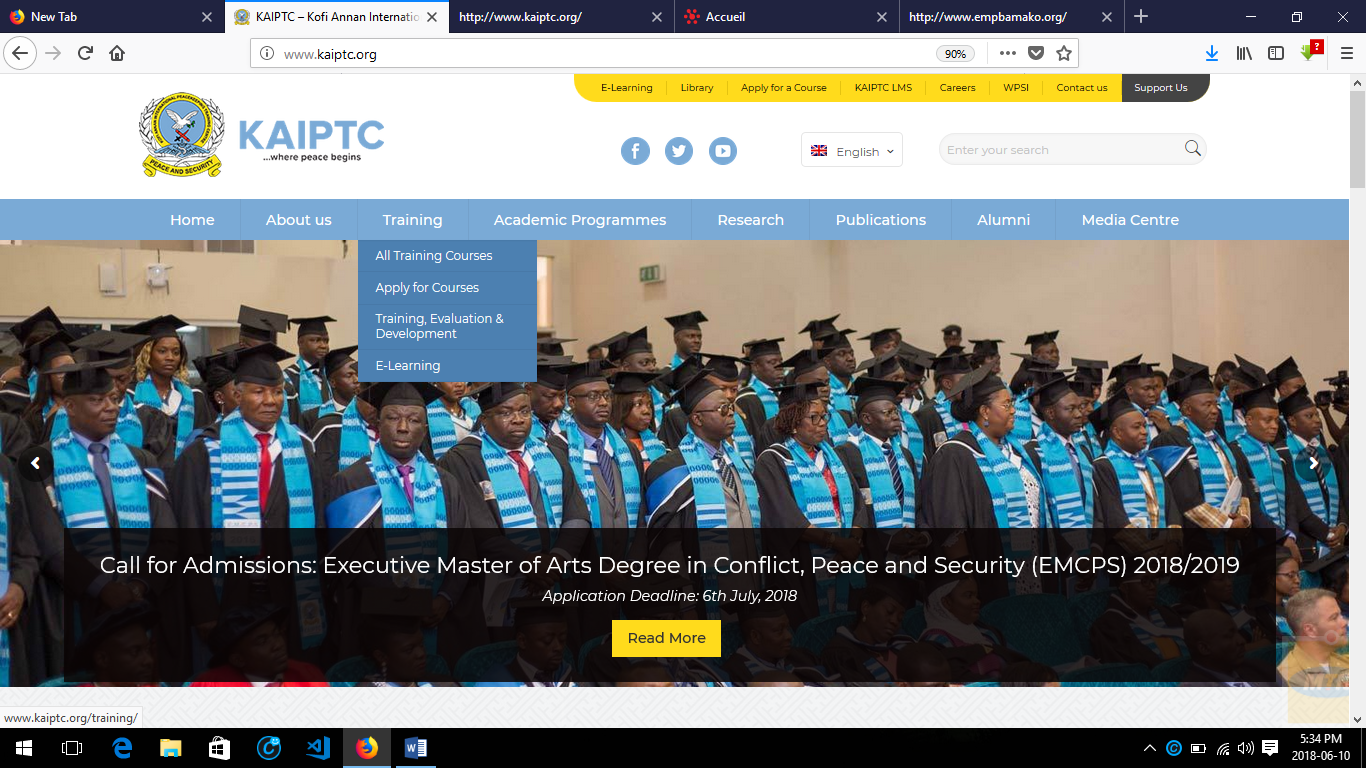 New Tab
KAIPTC – Kofi Annan Internatio
http://www.kaiptc.org/
Accueil
http://www.empbamako.org/
www.kaiptc.org
90%
?
E-Learning
Library
Apply for a Course
KAIPTC LMS
Careers
WPSI
Contact us
Support Us
PEACE AND SECURITY
KAIPTC
...where peace begins
English
Enter your search
Home
About us
Training
Academic Programmes
Research
Publications
Alumni
Media Centre
All Training Courses
Apply for Courses
Training, Evaluation &
Development
E-Learning
Call for Admissions: Executive Master of Arts Degree in Conflict, Peace and Security (EMCPS) 2018/2019
Application Deadline: 6th July, 2018
Read More
www.kaiptc.org/training/
5:34 PM
2018-06-10